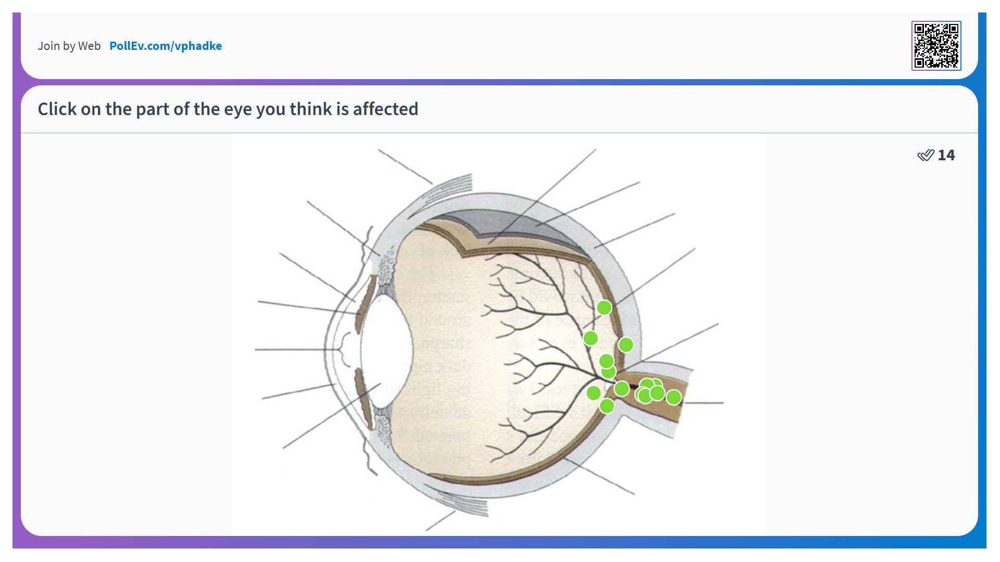 Join by Web PollEv.com/vphadke
Click on the part of the eye you think is affected
14